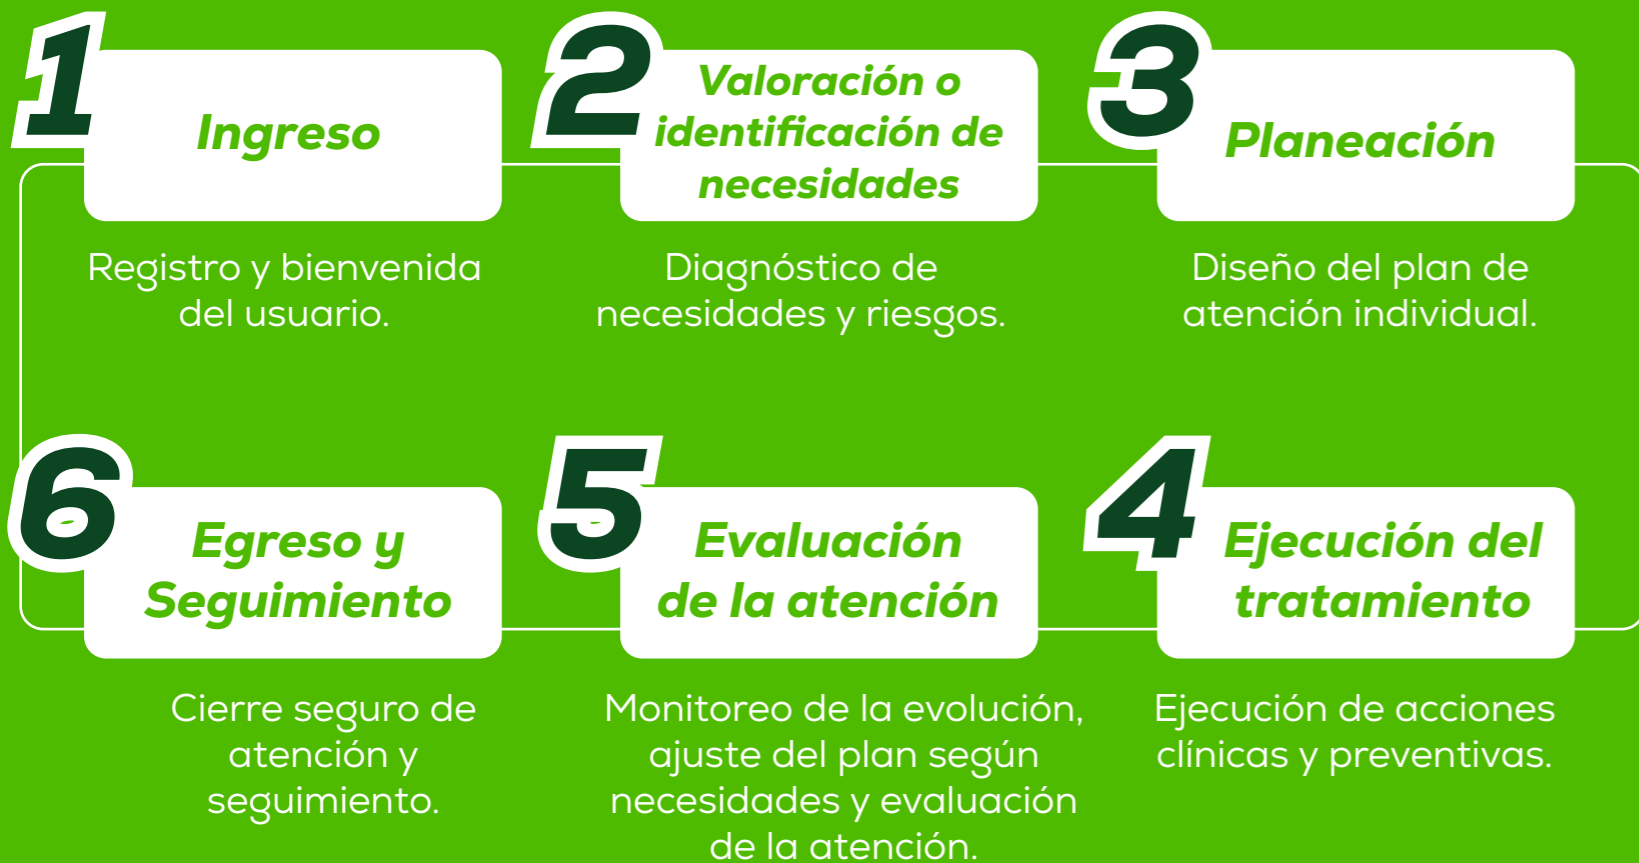 1
Ingreso
Registro y bienvenida
del usuario.
2
Valoración o
identificación de
necesidades
Diagnóstico de
necesidades y riesgos.
3
Planeación
Diseño del plan de
atención individual.
4
Ejecución del
tratamiento
Ejecución de acciones
clínicas y preventivas.
5
Evaluación
de la atención
Monitoreo de la evolución,
ajuste del plan según
necesidades y evaluación
de la atención.
6
Egreso y
Seguimiento
Cierre seguro de
atención y
seguimiento.